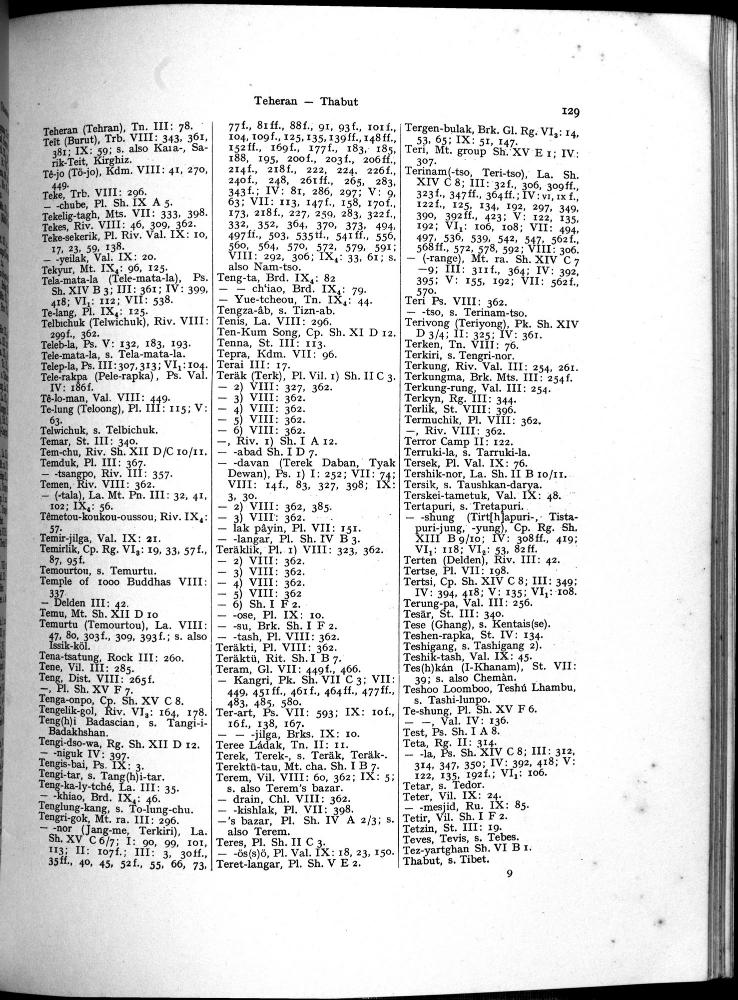 Teheran — Thabut
129
Teheran (Tehran), Tn. III: 78.
Teït (Burut), Trb. VIII: 343, 361,
381; IX: 59; s. also Kara-, Sa-
rik-Teit, Kirghiz.
Tê-jo (Tö-jo), Kdm. VIII: 41, 270,
449.
Teke, Trb. VIII: 296.
— -chube, Pl. Sh. IX A 5.
Tekelig-tagh, Mts. VII: 333, 398.
Tekes, Riv. VIII: 46, 309, 362.
Teke-sekerik, Pl. Riv. Val. IX: 10,
17, 23, 59, 138.
— -yeilak, Val. IX: 20.
Tekyur, Mt. IX₄: 96, 125.
Tela-mata-la (Tele-mata-la), Ps.
Sh. XIV B 3; III: 361; IV: 399,
418; VI₁: 112; VII: 538.
Te-lang, Pl. IX₄: 125.
Telbichuk (Telwichuk), Riv. VIII:
299f., 362.
Teleb-la, Ps. V: 132, 183, 193.
Tele-mata-la, s. Tela-mata-la.
Telep-la, Ps. III: 307, 313; VI₁: 104.
Tele-rakpa (Pele-rapka), Ps. Val.
IV: 186f.
Tê-lo-man, Val. VIII: 449.
Te-lung (Teloong), Pl. III: 115; V:
63.
Telwichuk, s. Telbichuk.
Temar, St. III: 340.
Tem-chu, Riv. Sh. XII D/C 10/11.
Temduk, Pl. III: 367.
— -tsangpo, Riv. III: 357.
Temen, Riv. VIII: 362.
— (-tala), La. Mt. Pn. III: 32, 41,
102; IX₄: 56.
Têmetou-koukou-oussou, Riv. IX₄:
57.
Temir-jilga, Val. IX: 21.
Temirlik, Cp. Rg. VI₃: 19, 33, 57f.,
87, 95f.
Temourtou, s. Temurtu.
Temple of 1000 Buddhas VIII:
337
— Delden III: 42.
Temu, Mt. Sh. XII D 10
Temurtu (Temourtou), La. VIII:
47, 80, 303f., 309, 393f.; s. also
Issik-köl.
Tena-tsatung, Rock III: 260.
Tene, Vil. III: 285.
Teng, Dist. VIII: 265f.
—, Pl. Sh. XV F 7.
Tenga-onpo, Cp. Sh. XV C 8.
Tengelik-gol, Riv. VI₃: 164, 178.
Teng(h)i Badascian, s. Tangi-i-
Badakhshan.
Tengi-dso-wa, Rg. Sh. XII D 12.
— -niguk IV: 397.
Tengis-bai, Ps. IX: 3.
Tengi-tar, s. Tang(h)i-tar.
Teng-ka-ly-tché, La. III: 35.
— -khiao, Brd. IX₄: 46.
Tenglung-kang, s. To-lung-chu.
Tengri-gok, Mt. ra. III: 296.
— -nor (Jang-me, Terkiri), La.
Sh. XV C 6/7; I: 90, 99, 101,
113; II: 107f.; III: 3, 30ff.,
35ff., 40, 45, 52f., 55, 66, 73,
77f., 81ff., 88f., 91, 93f., 101f.,
104, 109f., 125, 135, 139ff., 148ff.,
152ff., 169f., 177f., 183, 185,
188, 195, 200f., 203f., 206ff.,
214f., 218f., 222, 224, 226f.,
240f., 248, 261ff., 265, 283,
343f.; IV: 81, 286, 297; V: 9,
63; VII: 113, 147f., 158, 170f.,
173, 218f., 227, 259, 283, 322f.,
332, 352, 364, 370, 373, 494,
497ff., 503, 535ff., 541ff., 556,
560, 564, 570, 572, 579, 591;
VIII: 292, 306; IX₄: 33, 61; s.
also Nam-tso.
Teng-ta, Brd. IX₄: 82
— — ch'iao, Brd. IX₄: 79.
— Yue-tcheou, Tn. IX₄: 44.
Tengza-âb, s. Tizn-ab.
Tenis, La. VIII: 296.
Ten-Kum Song, Cp. Sh. XI D 12.
Tenna, St. III: 113.
Tepra, Kdm. VII: 96.
Terai III: 17.
Teräk (Terk), Pl. Vil. 1) Sh. II C 3.
— 2) VIII: 327, 362.
— 3) VIII: 362.
— 4) VIII: 362.
— 5) VIII: 362.
— 6) VIII: 362.
—, Riv. 1) Sh. I A 12.
— -abad Sh. I D 7.
— -davan (Terek Daban, Tyak
Dewan), Ps. 1) I: 252; VII: 74;
VIII: 14f., 83, 327, 398; IX:
3, 30.
— 2) VIII: 362, 385.
— 3) VIII: 362.
— lak pâyin, Pl. VII: 151.
— -langar, Pl. Sh. IV B 3.
Teräklik, Pl. 1) VIII: 323, 362.
— 2) VIII: 362.
— 3) VIII: 362.
— 4) VIII: 362.
— 5) VIII: 362
— 6) Sh. I F 2.
— -ose, Pl. IX: 10.
— -su, Brk. Sh. I F 2.
— -tash, Pl. VIII: 362.
Teräkti, Pl. VIII: 362.
Teräktü, Rit. Sh. I B 7.
Teram, Gl. VII: 449f., 466.
— Kangri, Pk. Sh. VII C 3; VII:
449, 451ff., 461f., 464ff., 477ff.,
483, 485, 580.
Ter-art, Ps. VII: 593; IX: 10f.,
16f., 138, 167.
— — -jilga, Brks. IX: 10.
Teree Ládak, Tn. II: 11.
Terek, Terek-, s. Teräk, Teräk-.
Terektü-tau, Mt. cha. Sh. I B 7.
Terem, Vil. VIII: 60, 362; IX: 5;
s. also Terem's bazar.
— drain, Chl. VIII: 362.
— -kishlak, Pl. VII: 398.
—'s bazar, Pl. Sh. IV A 2/3; s.
also Terem.
Teres, Pl. Sh. II C 3.
— -ös(s)ö, Pl. Val. IX: 18, 23, 150.
Teret-langar, Pl. Sh. V E 2.
Tergen-bulak, Brk. Gl. Rg. VI₃: 14,
53, 65; IX: 51, 147.
Teri, Mt. group Sh. XV E 1; IV:
307.
Terinam(-tso, Teri-tso), La. Sh.
XIV C 8; III: 32f., 306, 309ff.,
323f., 347ff., 364ff.; IV: VI, IX f.,
122f., 125, 134, 192, 297, 349,
390, 392ff., 423; V: 122, 135,
192; VI₁: 106, 108; VII: 494,
497, 536, 539, 542, 547, 562f.,
568ff., 572, 578, 592; VIII: 306.
— (-range), Mt. ra. Sh. XIV C 7
—9; III: 311f., 364; IV: 392,
395; V: 155, 192; VII: 562f.,
570.
Teri Ps. VIII: 362.
— -tso, s. Terinam-tso.
Terivong (Teriyong), Pk. Sh. XIV
D 3/4; II: 325; IV: 361.
Terken, Tn. VIII: 76.
Terkiri, s. Tengri-nor.
Terkung, Riv. Val. III: 254, 261.
Terkungma, Brk. Mts. III: 254f.
Terkung-rung, Val. III: 254.
Terkyn, Rg. III: 344.
Terlik, St. VIII: 396.
Termuchik, Pl. VIII: 362.
—, Riv. VIII: 362.
Terror Camp II: 122.
Terruki-la, s. Tarruki-la.
Tersek, Pl. Val. IX: 76.
Tershik-nor, La. Sh. II B 10/11.
Tersik, s. Taushkan-darya.
Terskei-tametuk, Val. IX: 48.
Tertapuri, s. Tretapuri.
— -shung (Tirt[h]apuri-, Tista-
puri-jung, -yung), Cp. Rg. Sh.
XIII B 9/10; IV: 308ff., 419;
VI₁: 118; VI₂: 53, 82ff.
Terten (Delden), Riv. III: 42.
Tertse, Pl. VII: 198.
Tertsi, Cp. Sh. XIV C 8; III: 349;
IV: 394, 418; V: 135; VI₁: 108.
Terung-pa, Val. III: 256.
Tesär, St. III: 340.
Tese (Ghang), s. Kentais(se).
Teshen-rapka, St. IV: 134.
Teshigang, s. Tashigang 2).
Teshik-tash, Val. IX: 45.
Tes(h)kán (I-Khanam), St. VII:
39; s. also Chemàn.
Teshoo Loomboo, Teshú Lhambu,
s. Tashi-lunpo.
Te-shung, Pl. Sh. XV F 6.
— —, Val. IV: 136.
Test, Ps. Sh. I A 8.
Teta, Rg. II: 314.
— -la, Ps. Sh. XIV C 8; III: 312,
314, 347, 350; IV: 392, 418; V:
122, 135, 192f.; VI₁: 106.
Tetar, s. Tedor.
Teter, Vil. IX: 24.
— -mesjid, Ru. IX: 85.
Tetir, Vil. Sh. I F 2.
Tetzin, St. III: 19.
Teves, Tevis, s. Tebes.
Tez-yartghan Sh. VI B 1.
Thabut, s. Tibet.
9